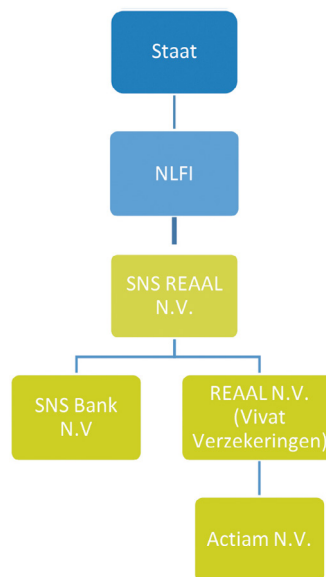 Staat
NLFI
SNS REAAL
N.V.
SNS Bank
N.V
REAAL N.V.
(Vivat
Verzekeringen)
Actiam N.V.